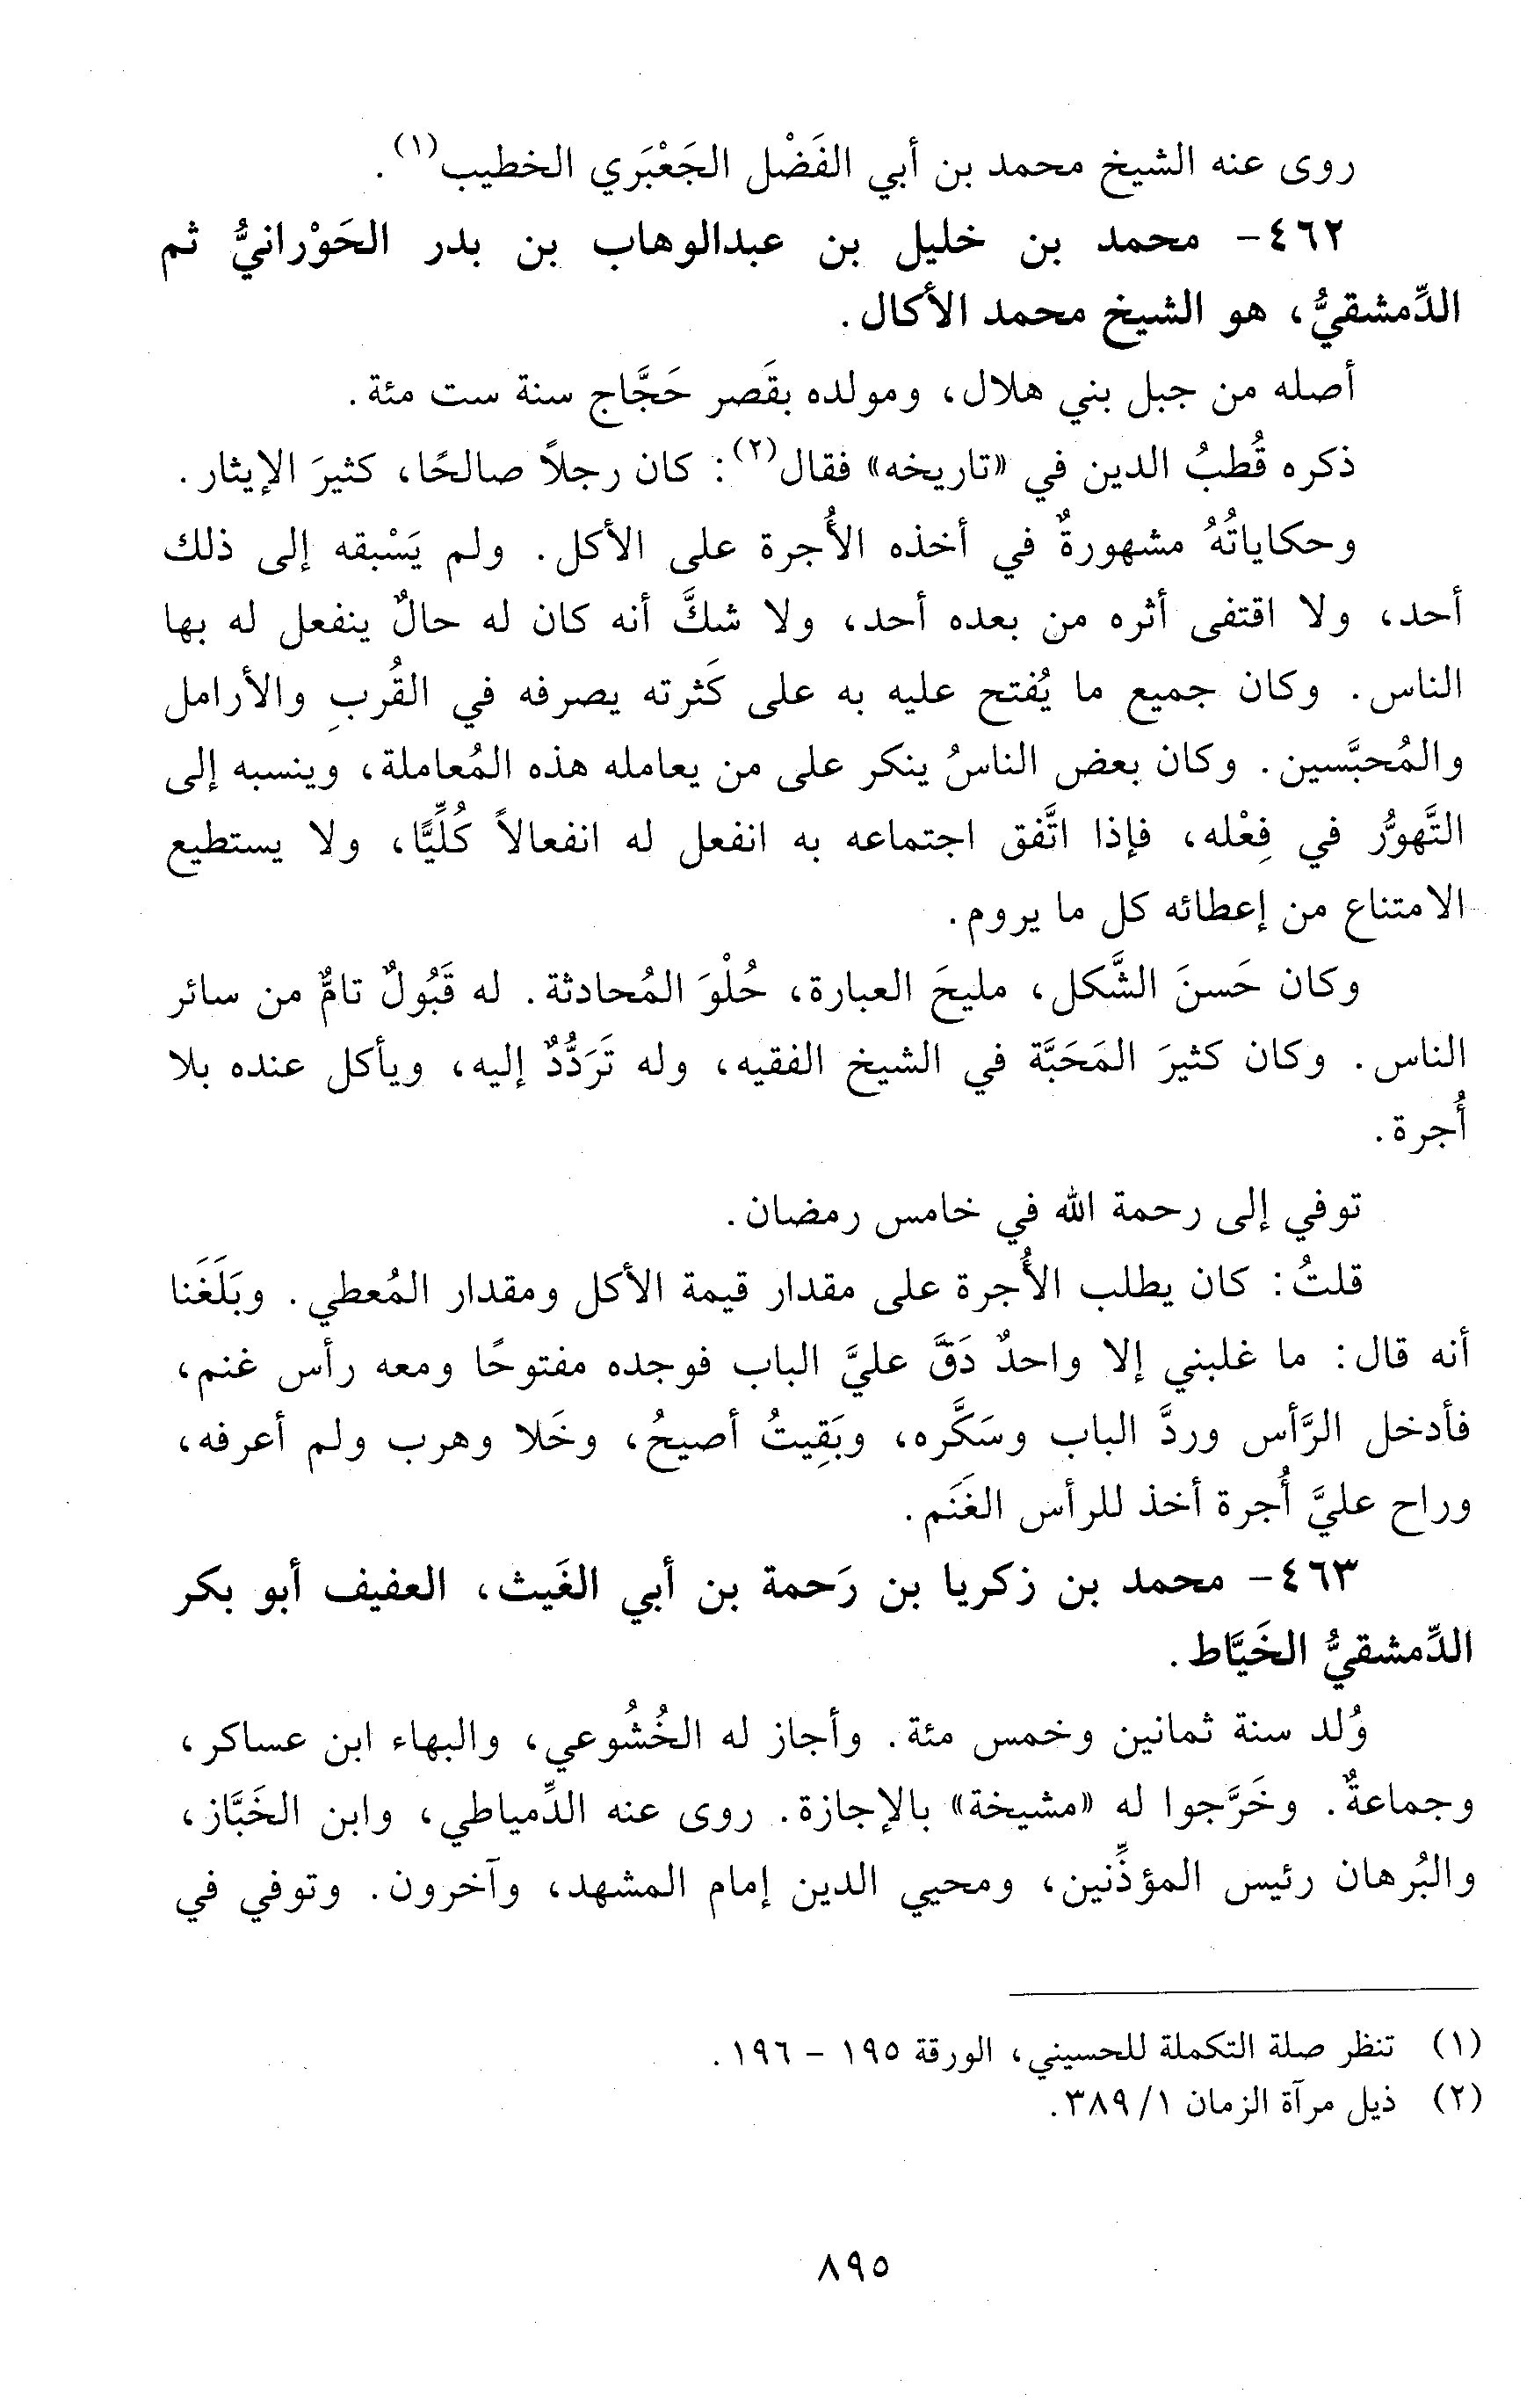 روى عنه الشيخ محمد بن أبي الفَضْل الجَعْبَري الخطيب(١).
٤٦٢- محمد بن خليل بن عبدالوهاب بن بدر الحَوْرانيُّ ثم
الدِّمشقيُّ، هو الشيخ محمد الأكال.
أصله من جبل بني هلال، ومولده بقَصر حَجَّاج سنة ست مئة.
ذكره قُطبُ الدين في «تاريخه» فقال(٢): كان رجلاً صالحًا، كثيرَ الإيثار.
وحكاياتُهُ مشهورةٌ في أخذه الأُجرة على الأكل. ولم يَسْبقه إلى ذلك
أحد، ولا اقتفى أثره من بعده أحد، ولا شكَّ أنه كان له حالٌ ينفعل له بها
الناس. وكان جميع ما يُفتح عليه به على كَثرته يصرفه في القُربِ والأرامل
والمُحبَّسين. وكان بعض الناسُ ينكر على من يعامله هذه المُعاملة، وينسبه إلى
التَّهورُّ في فِعْله، فإذا اتَّفق اجتماعه به انفعل له انفعالاً كُلِّيًّا، ولا يستطيع
الامتناع من إعطائه كل ما يروم.
وكان حَسنَ الشَّكل، مليحَ العبارة، حُلْوَ المُحادثة. له قَبُولٌ تامٌّ من سائر
الناس. وكان كثيرَ المَحَبَّة في الشيخ الفقيه، وله تَرَدُّدٌ إليه، ويأكل عنده بلا
أُجرة.
توفي إلى رحمة الله في خامس رمضان.
قلتُ: كان يطلب الأُجرة على مقدار قيمة الأكل ومقدار المُعطي. وبَلَغَنا
أنه قال: ما غلبني إلا واحدٌ دَقَّ عليَّ الباب فوجده مفتوحًا ومعه رأس غنم،
فأدخل الرَّأس وردَّ الباب وسَكَّره، وبَقِيتُ أصيحُ، وخَلا وهرب ولم أعرفه،
وراح عليَّ أُجرة أخذ للرأس الغَنَم.
٤٦٣- محمد بن زكريا بن رَحمة بن أبي الغَيث، العفيف أبو بكر
الدِّمشقيُّ الخَيَّاط.
وُلد سنة ثمانين وخمس مئة. وأجاز له الخُشُوعي، والبهاء ابن عساكر،
وجماعةٌ. وخَرَّجوا له «مشيخة» بالإجازة. روى عنه الدِّمياطي، وابن الخَبَّاز،
والبُرهان رئيس المؤذِّنين، ومحيي الدين إمام المشهد، وآخرون. وتوفي في
(١) تنظر صلة التكملة للحسيني، الورقة ١٩٥ - ١٩٦.
(٢) ذيل مرآة الزمان ١/ ٣٨٩.
٨٩٥